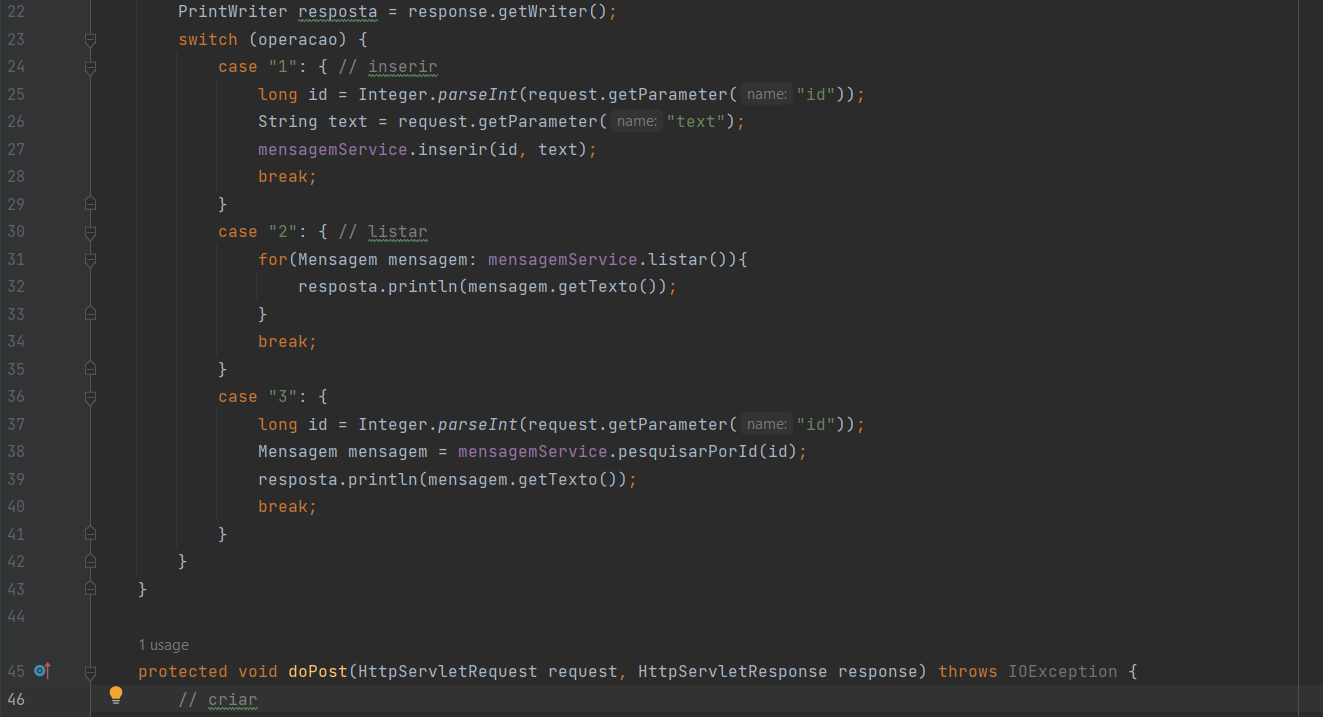 22 PrintWriter resposta = response.getWriter();
23 switch (operacao) {
24 case "1": { // inserir
25 long id = Integer.parseInt(request.getParameter( name: "id"));
26 String text = request.getParameter( name: "text");
27 mensagemService.inserir(id, text);
28 break;
29 }
30 case "2": { // listar
31 for(Mensagem mensagem: mensagemService.listar()){
32 resposta.println(mensagem.getTexto());
33 }
34 break;
35 }
36 case "3": {
37 long id = Integer.parseInt(request.getParameter( name: "id"));
38 Mensagem mensagem = mensagemService.pesquisarPorId(id);
39 resposta.println(mensagem.getTexto());
40 break;
41 }
42 }
43 }
44
1 usage
45 protected void doPost(HttpServletRequest request, HttpServletResponse response) throws IOException {
46 // criar